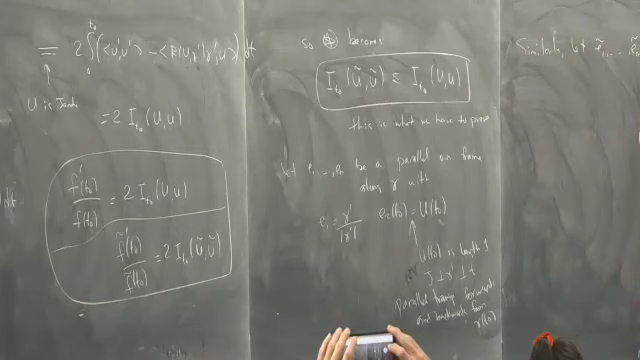 = 2 ∫₀^{t₀} (<u',u'> - <R(u,γ')γ',u>) dt
U is Jacobi
= 2 I_{t₀}(U,U)
f'(t₀)/f(t₀) = 2 I_{t₀}(U,U)
f̃'(t₀)/f̃(t₀) = 2 I_{t₀}(Ũ,Ũ)
so ⊛ becomes
I_{t₀}(Ũ,Ũ) ≤ I_{t₀}(U,U)
this is what we have to prove
Let e₁,...,eₙ be a parallel o.n. frame
along γ with
e₁ = γ'/|γ'| e₂(t₀) = U(t₀)
U(t₀) is length 1
J ⊥ γ'
parallel transp. forwards
and backwards from
γ(t₀)
Similarly, let ẽ₁,...,